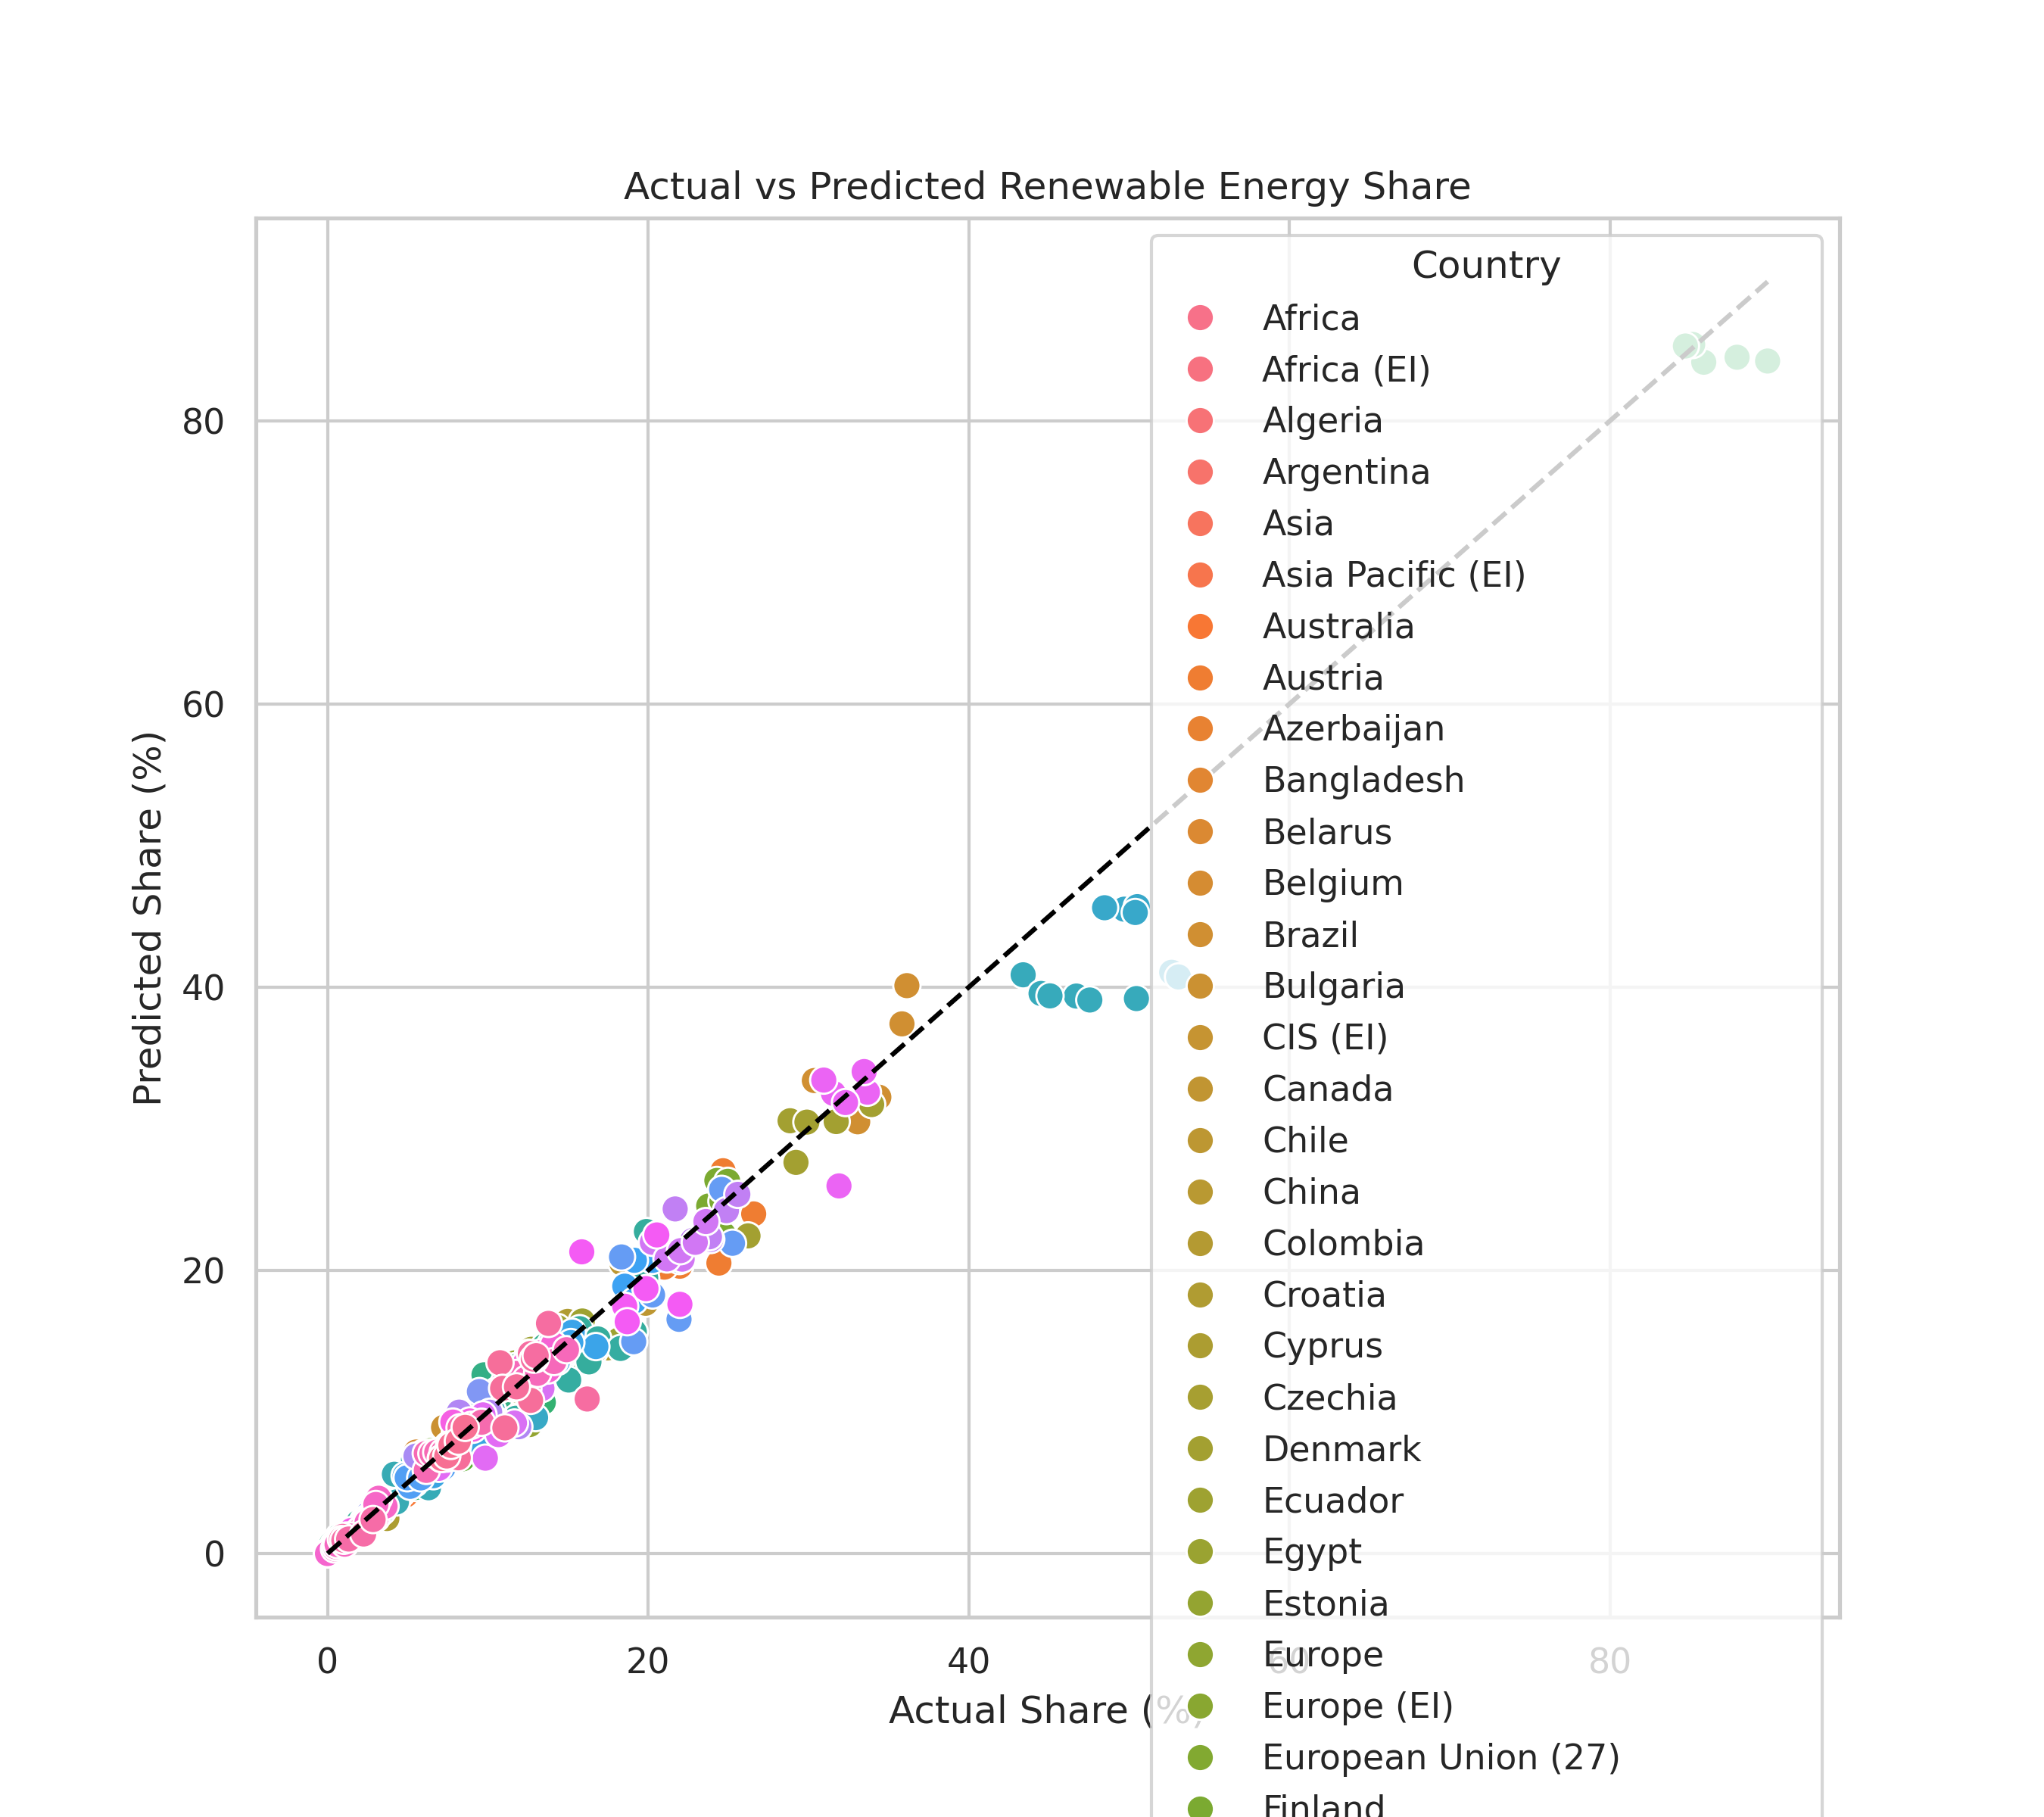 Actual vs Predicted Renewable Energy Share
Country
Africa
Africa (EI)
Algeria
Argentina
Asia
Asia Pacific (EI)
Australia
Austria
Azerbaijan
Bangladesh
Belarus
Belgium
Brazil
Bulgaria
CIS (EI)
Canada
Chile
China
Colombia
Croatia
Cyprus
Czechia
Denmark
Ecuador
Egypt
Estonia
Europe
Europe (EI)
European Union (27)
Finland
Predicted Share (%)
80
60
40
20
0
0 20 40 60 80
Actual Share (%)